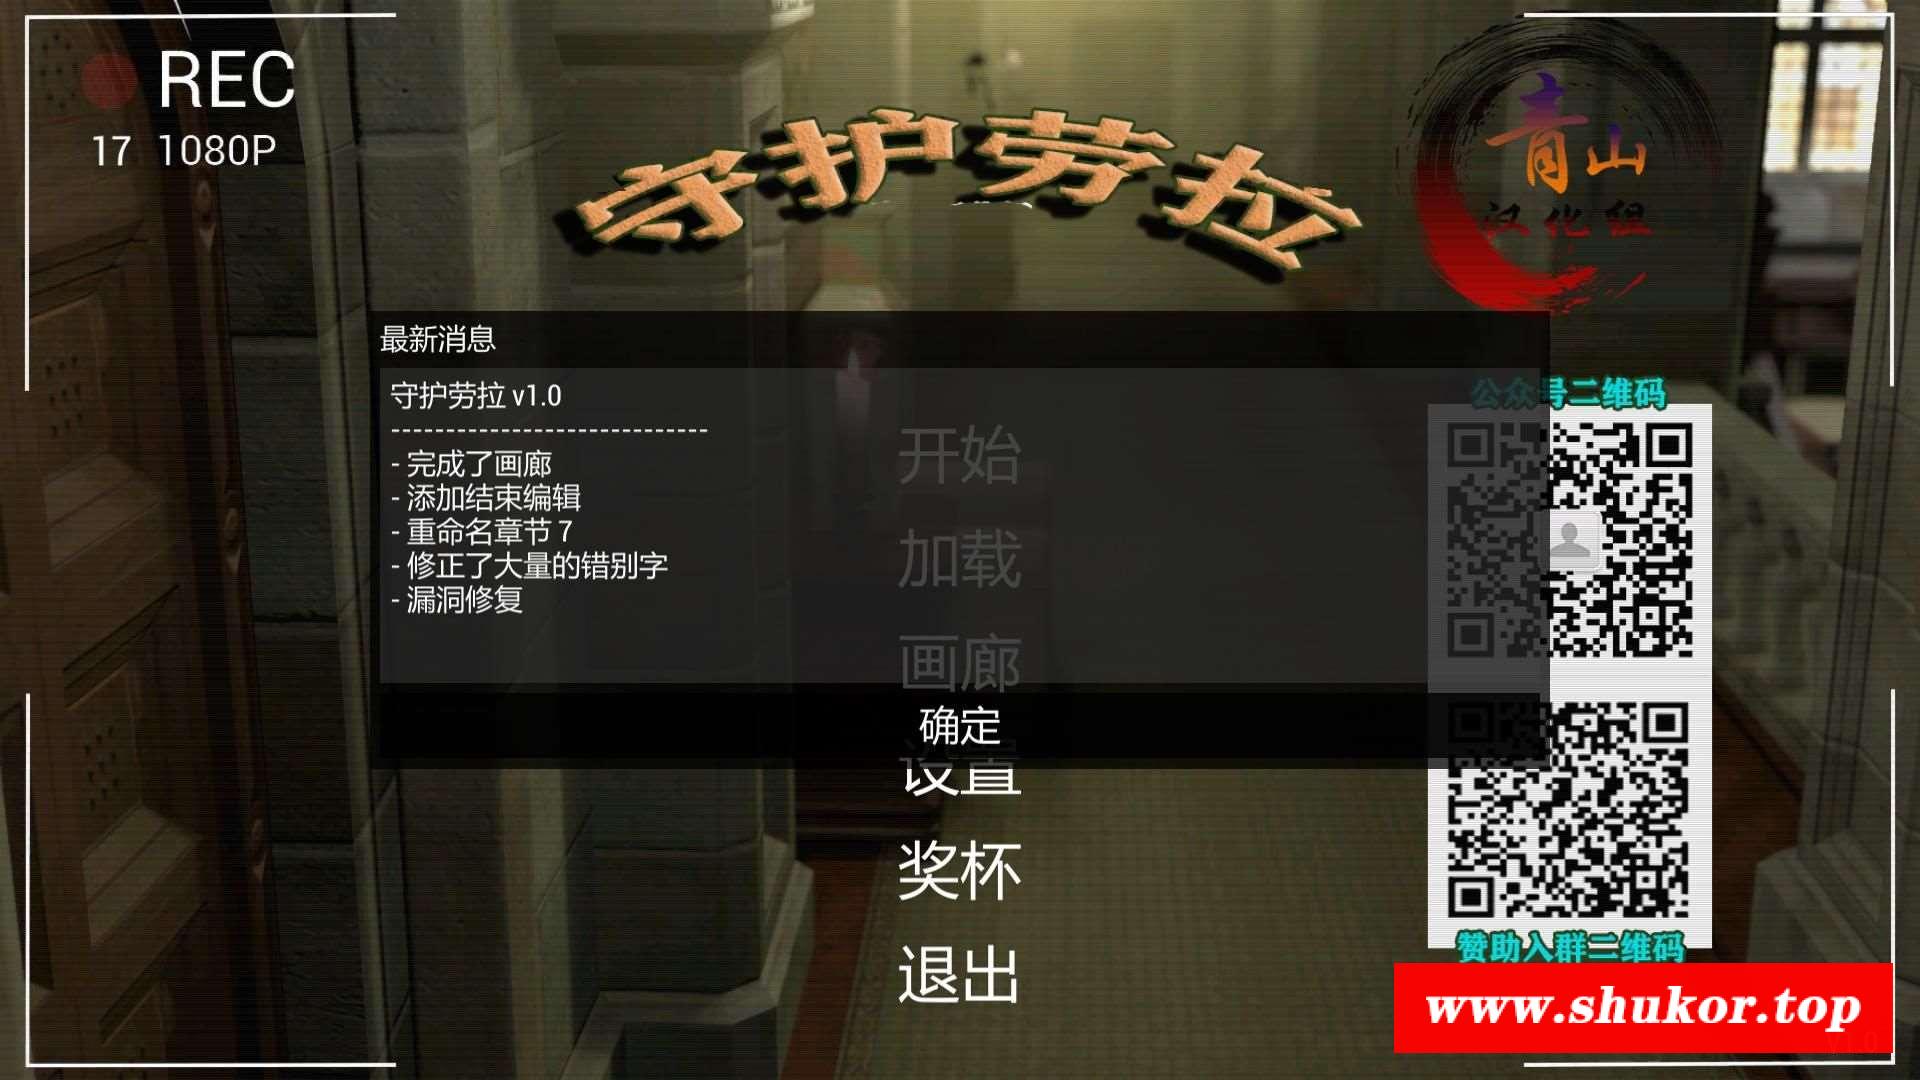 REC
17 1080P
守护劳拉
青山
汉化组
最新消息
守护劳拉 v1.0
----------------------------
- 完成了画廊
- 添加结束编辑
- 重命名章节 7
- 修正了大量的错别字
- 漏洞修复
开始
加载
画廊
确定
设置
奖杯
退出
公众号二维码
赞助入群二维码
www.shukor.top